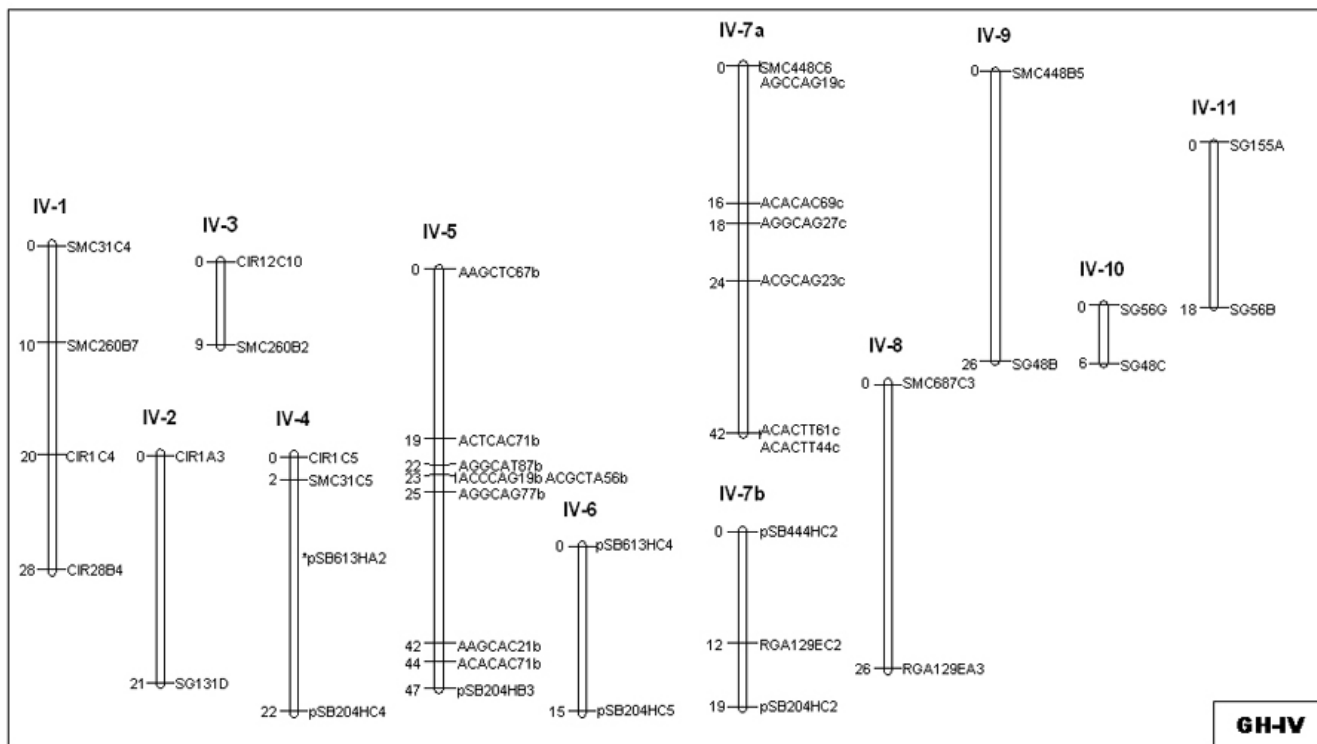 IV-1
0 SMC31C4
10 SMC260B7
20 CIR1C4
28 CIR28B4
IV-2
0 CIR1A3
21 SG131D
IV-3
0 CIR12C10
9 SMC260B2
IV-4
0 CIR1C5
2 SMC31C5
*pSB613HA2
22 pSB204HC4
IV-5
0 AAGCTC67b
19 ACTCAC71b
22 AGGCAT87b
23 ACCCAG19b ACGCTA56b
25 AGGCAG77b
42 AAGCAC21b
44 ACACAC71b
47 pSB204HB3
IV-6
0 pSB613HC4
15 pSB204HC5
IV-7a
0 SMC448C6
AGCCAG19c
16 ACACAC69c
18 AGGCAG27c
24 ACGCAG23c
42 ACACTT61c
ACACTT44c
IV-7b
0 pSB444HC2
12 RGA129EC2
19 pSB204HC2
IV-8
0 SMC687C3
26 RGA129EA3
IV-9
0 SMC448B5
26 SG48B
IV-10
0 SG56G
6 SG48C
IV-11
0 SG155A
18 SG56B
GH-IV